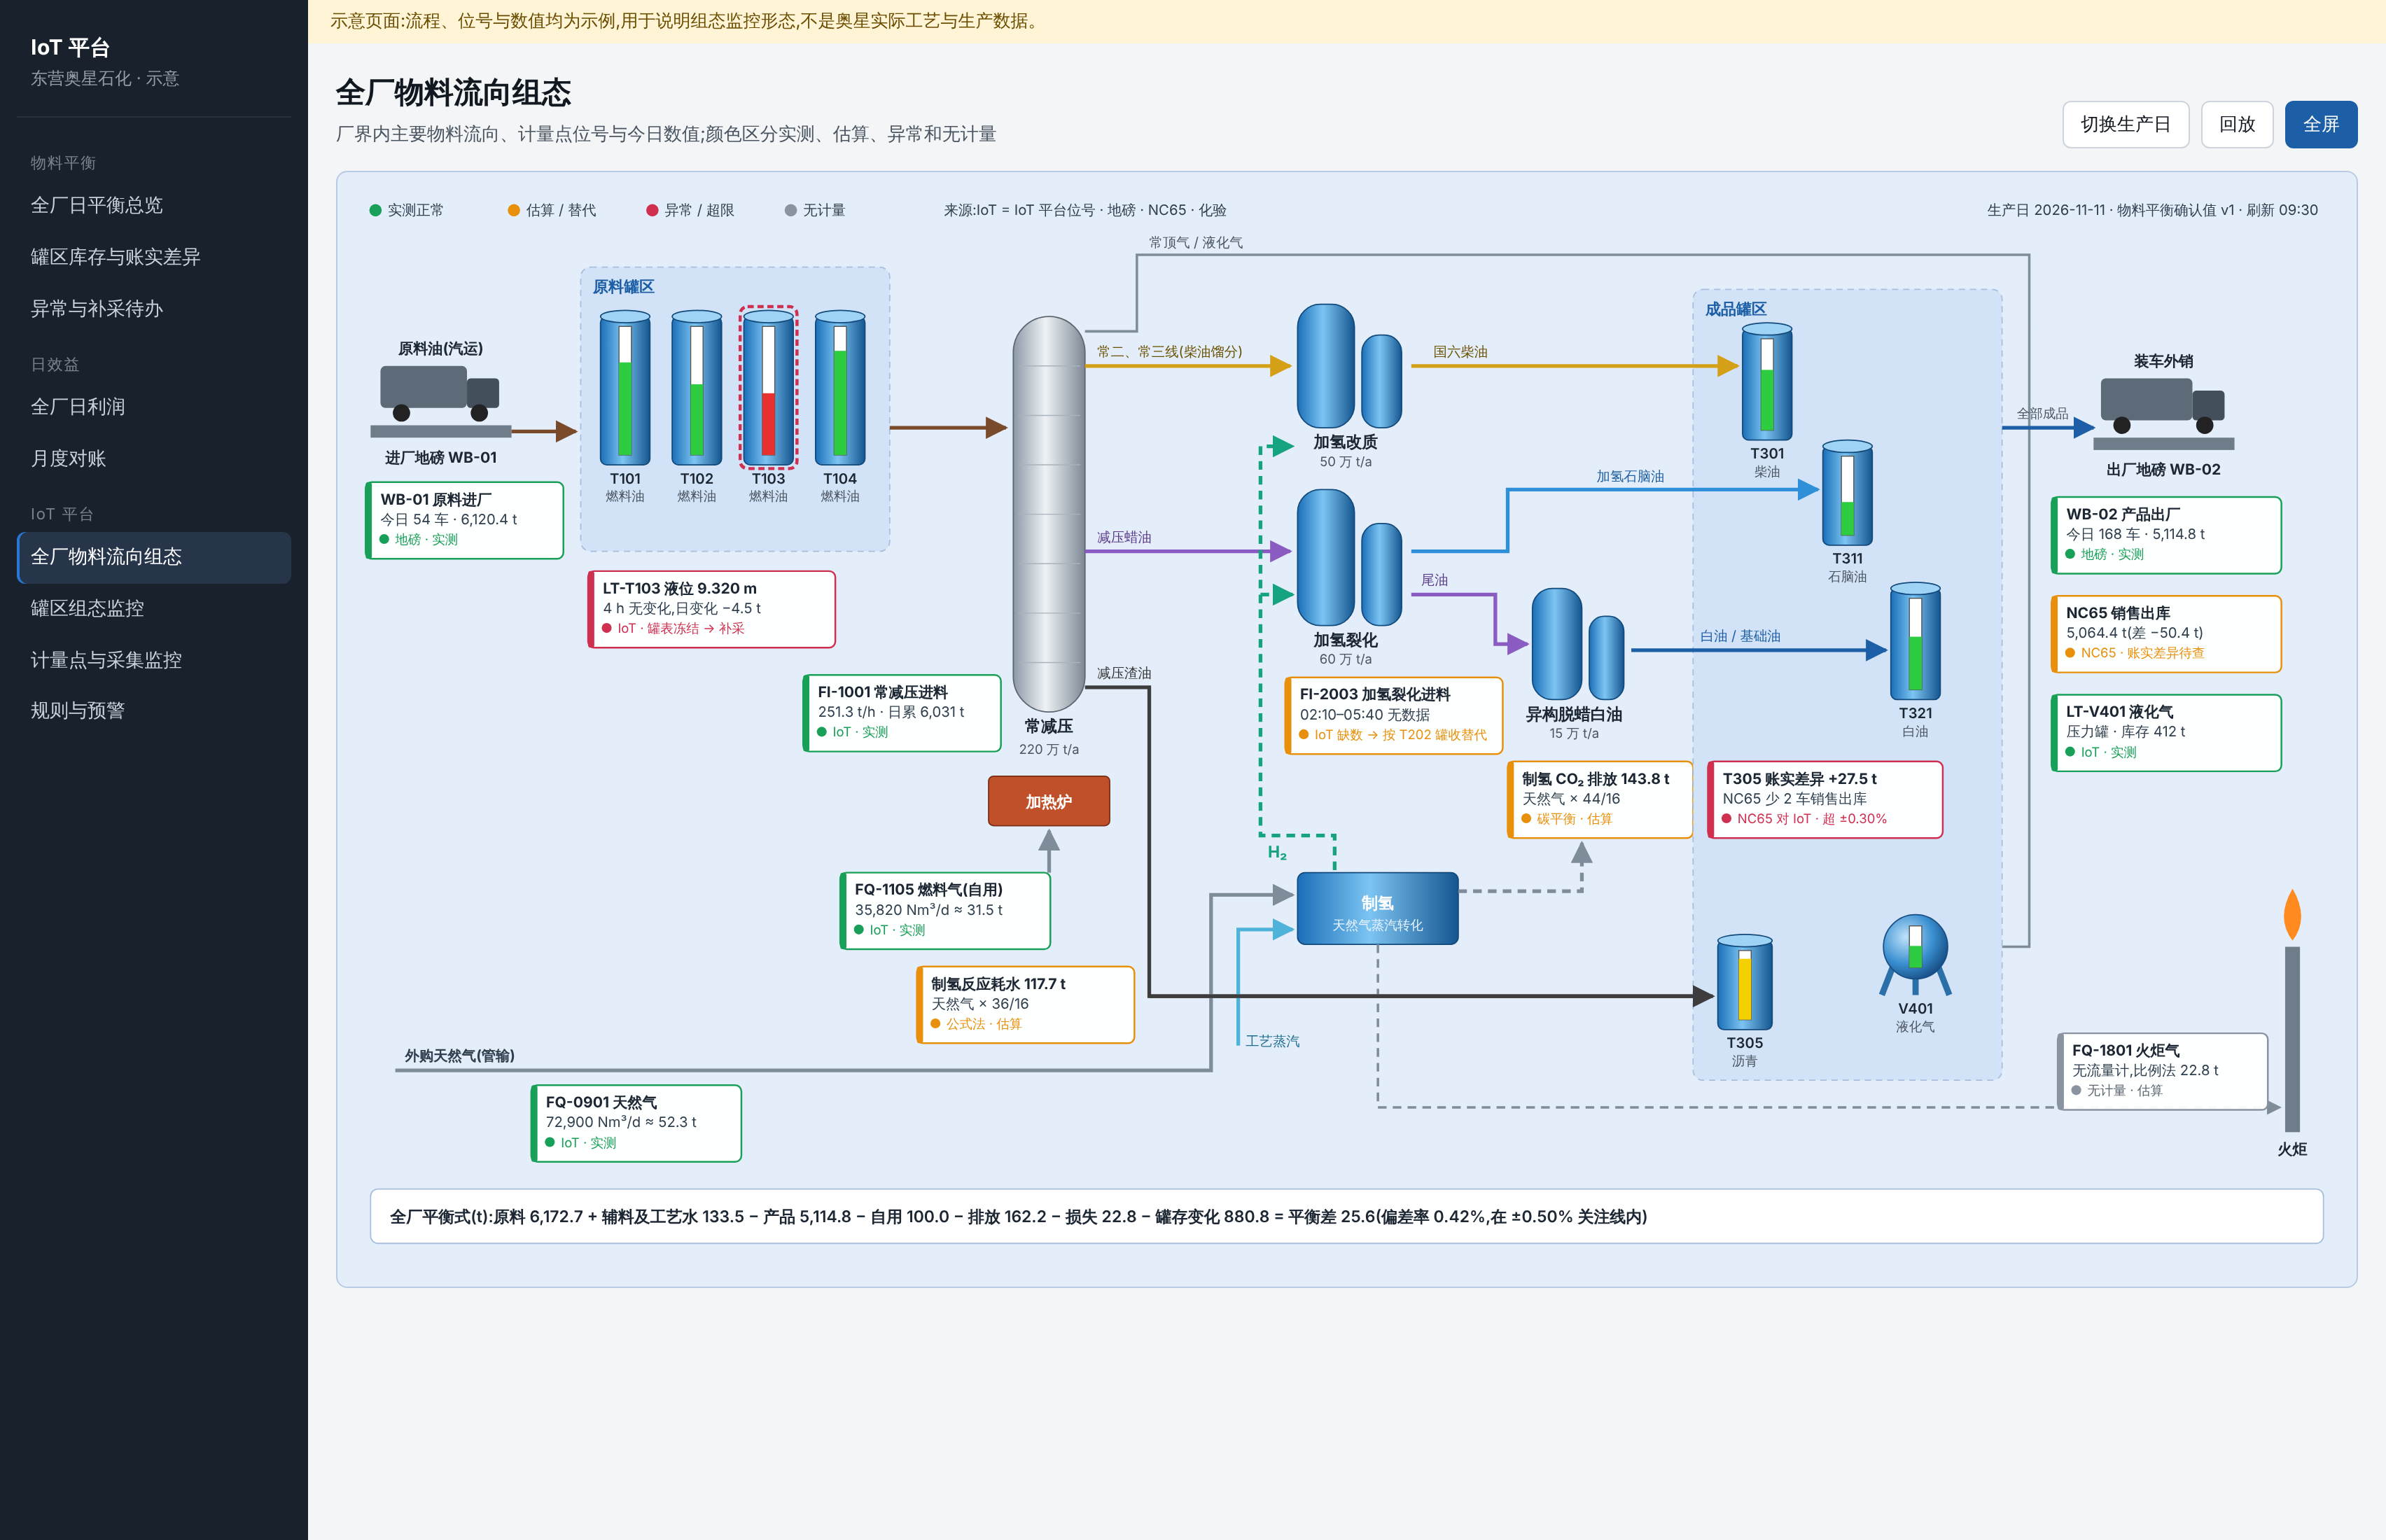 IoT 平台
东营奥星石化 · 示意
物料平衡
全厂日平衡总览
罐区库存与账实差异
异常与补采待办
日效益
全厂日利润
月度对账
IoT 平台
全厂物料流向组态
罐区组态监控
计量点与采集监控
规则与预警
示意页面:流程、位号与数值均为示例,用于说明组态监控形态,不是奥星实际工艺与生产数据。
全厂物料流向组态
厂界内主要物料流向、计量点位号与今日数值;颜色区分实测、估算、异常和无计量
切换生产日
回放
全屏
实测正常
估算 / 替代
异常 / 超限
无计量
来源:IoT = IoT 平台位号 · 地磅 · NC65 · 化验
生产日 2026-11-11 · 物料平衡确认值 v1 · 刷新 09:30
原料油(汽运)
进厂地磅 WB-01
WB-01 原料进厂
今日 54 车 · 6,120.4 t
地磅 · 实测
原料罐区
T101
燃料油
T102
燃料油
T103
燃料油
T104
燃料油
LT-T103 液位 9.320 m
4 h 无变化,日变化 −4.5 t
IoT · 罐表冻结 → 补采
FI-1001 常减压进料
251.3 t/h · 日累 6,031 t
IoT · 实测
常减压
220 万 t/a
加热炉
FQ-1105 燃料气(自用)
35,820 Nm³/d ≈ 31.5 t
IoT · 实测
制氢反应耗水 117.7 t
天然气 × 36/16
公式法 · 估算
外购天然气(管输)
FQ-0901 天然气
72,900 Nm³/d ≈ 52.3 t
IoT · 实测
常顶气 / 液化气
常二、常三线(柴油馏分)
减压蜡油
减压渣油
加氢改质
50 万 t/a
国六柴油
加氢裂化
60 万 t/a
加氢石脑油
尾油
FI-2003 加氢裂化进料
02:10–05:40 无数据
IoT 缺数 → 按 T202 罐收替代
异构脱蜡白油
15 万 t/a
白油 / 基础油
制氢 CO₂ 排放 143.8 t
天然气 × 44/16
碳平衡 · 估算
H₂
制氢
天然气蒸汽转化
工艺蒸汽
成品罐区
T301
柴油
T311
石脑油
T321
白油
T305 账实差异 +27.5 t
NC65 少 2 车销售出库
NC65 对 IoT · 超 ±0.30%
T305
沥青
V401
液化气
全部成品
装车外销
出厂地磅 WB-02
WB-02 产品出厂
今日 168 车 · 5,114.8 t
地磅 · 实测
NC65 销售出库
5,064.4 t(差 −50.4 t)
NC65 · 账实差异待查
LT-V401 液化气
压力罐 · 库存 412 t
IoT · 实测
FQ-1801 火炬气
无流量计,比例法 22.8 t
无计量 · 估算
火炬
全厂平衡式(t):原料 6,172.7 + 辅料及工艺水 133.5 − 产品 5,114.8 − 自用 100.0 − 排放 162.2 − 损失 22.8 − 罐存变化 880.8 = 平衡差 25.6(偏差率 0.42%,在 ±0.50% 关注线内)